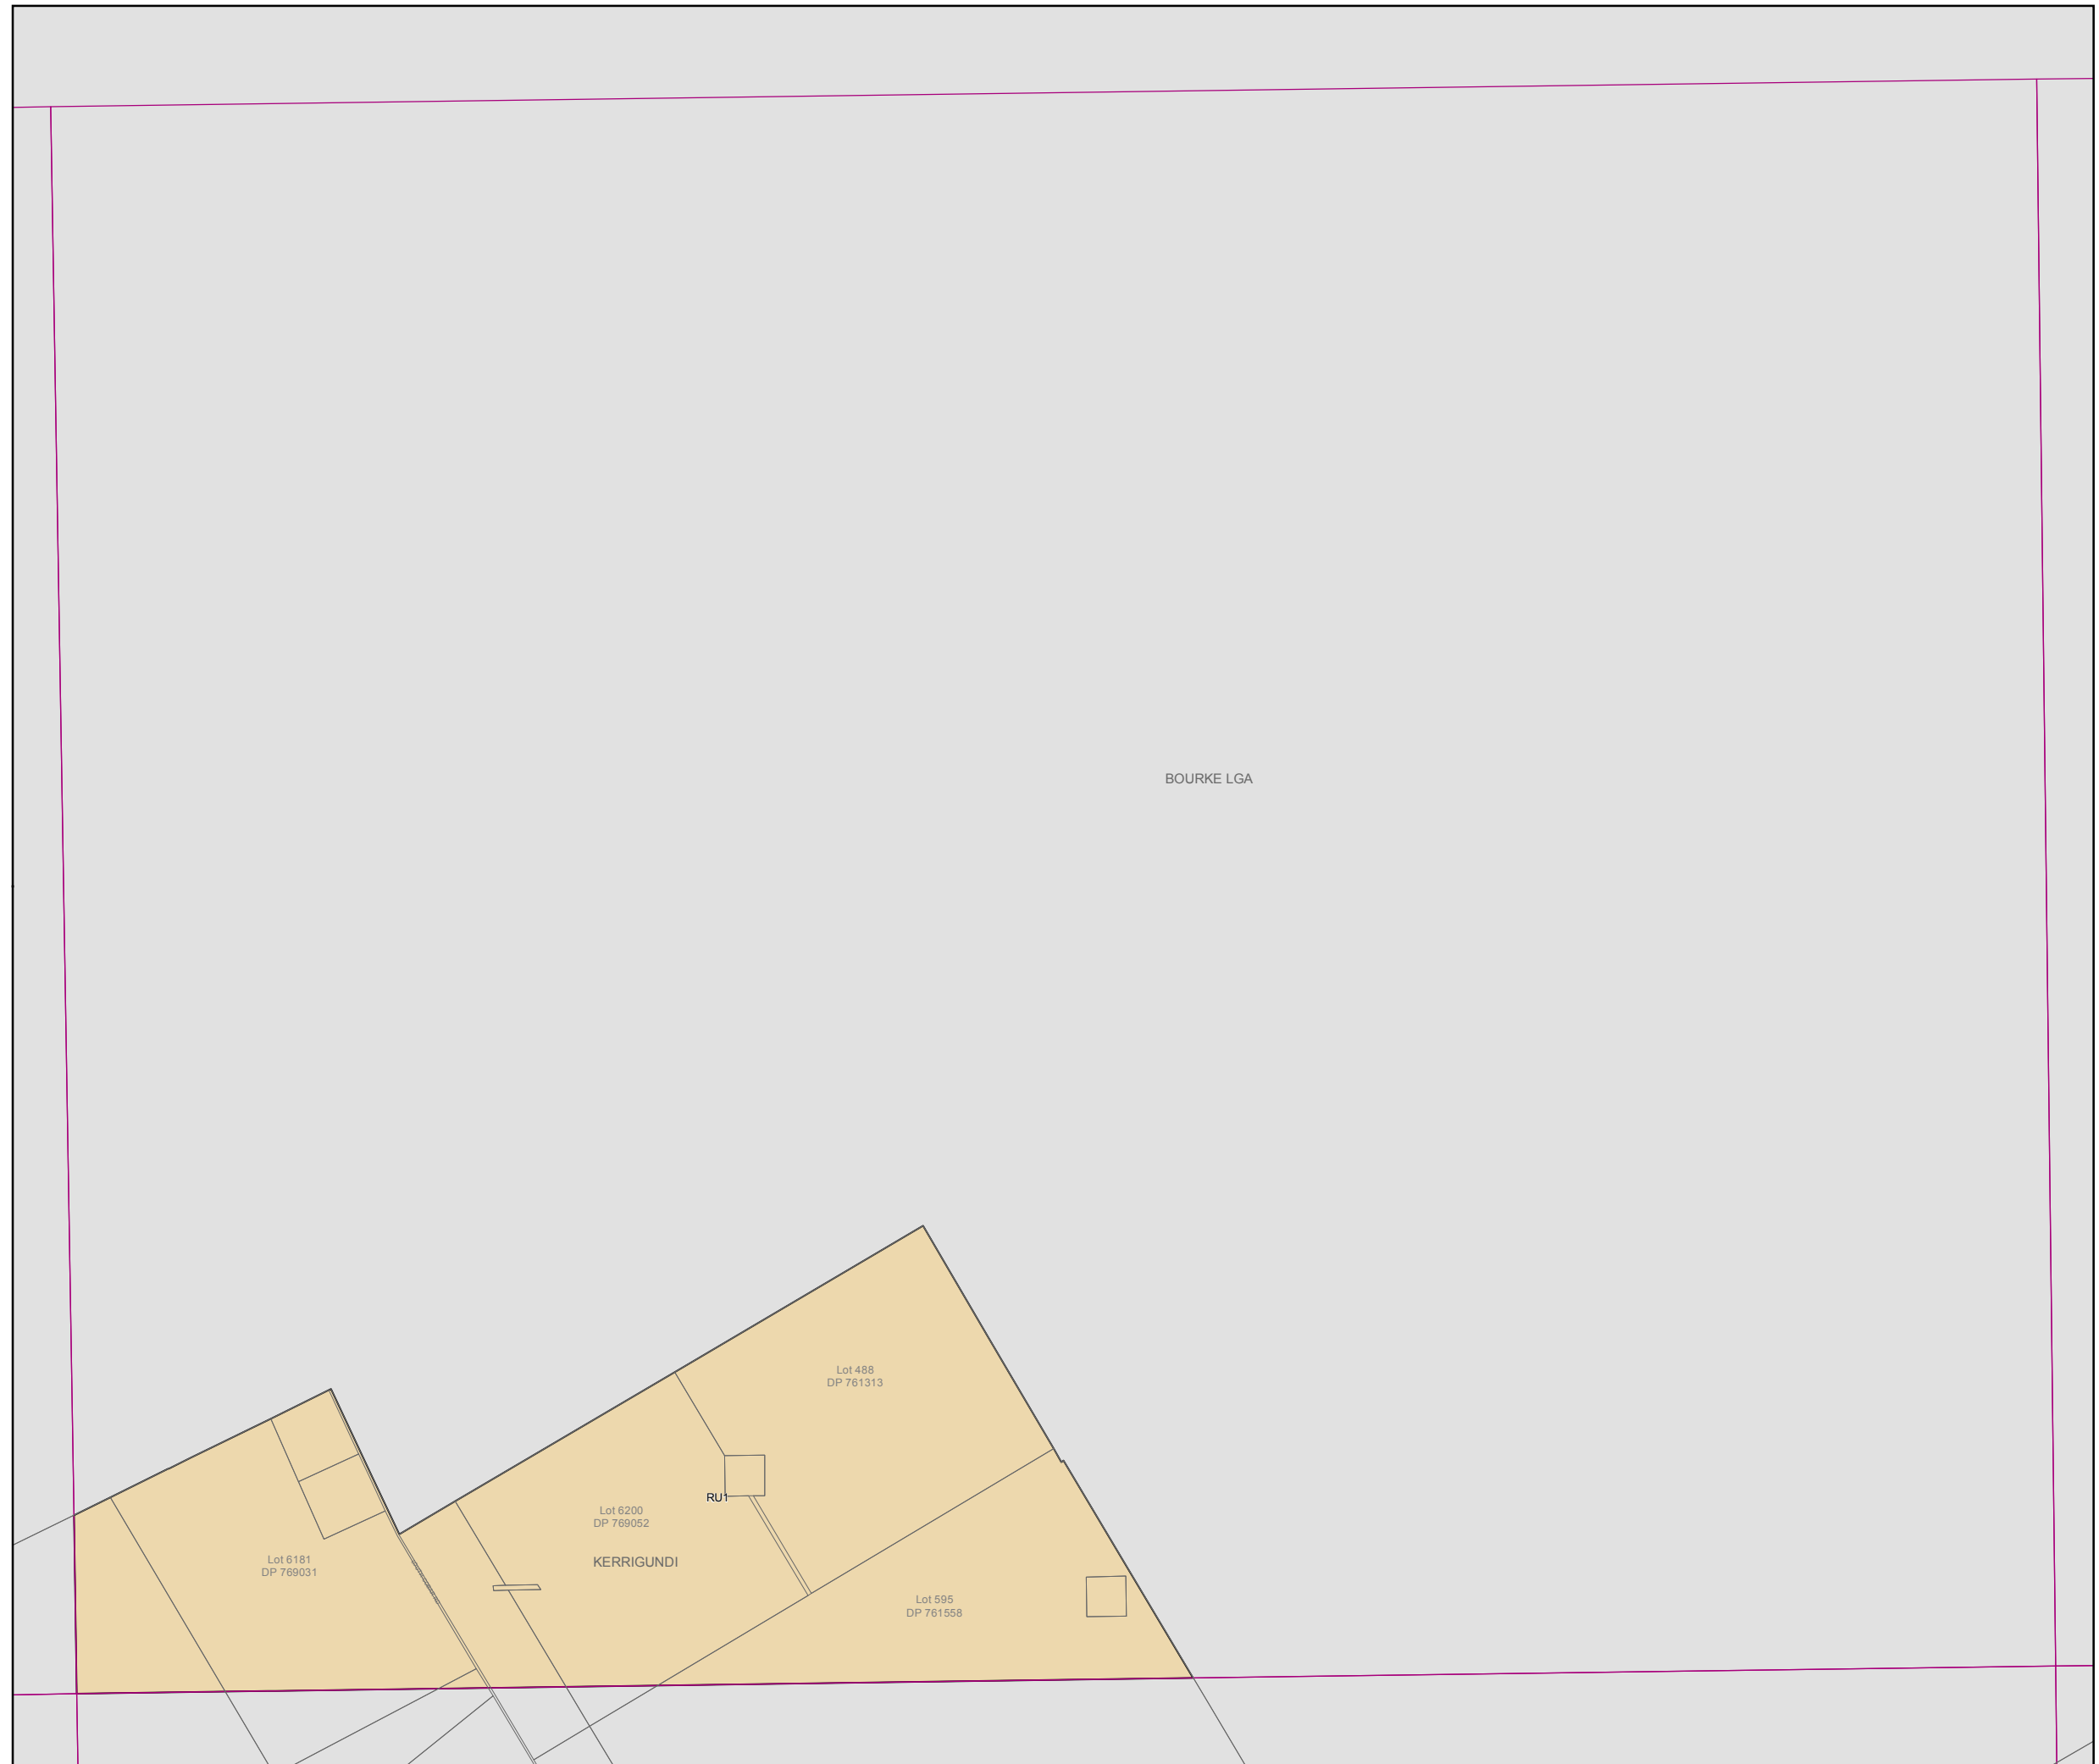 BOURKE LGA
Lot 488
DP 761313
RU1
Lot 6200
DP 769052
KERRIGUNDI
Lot 6181
DP 769031
Lot 595
DP 761558